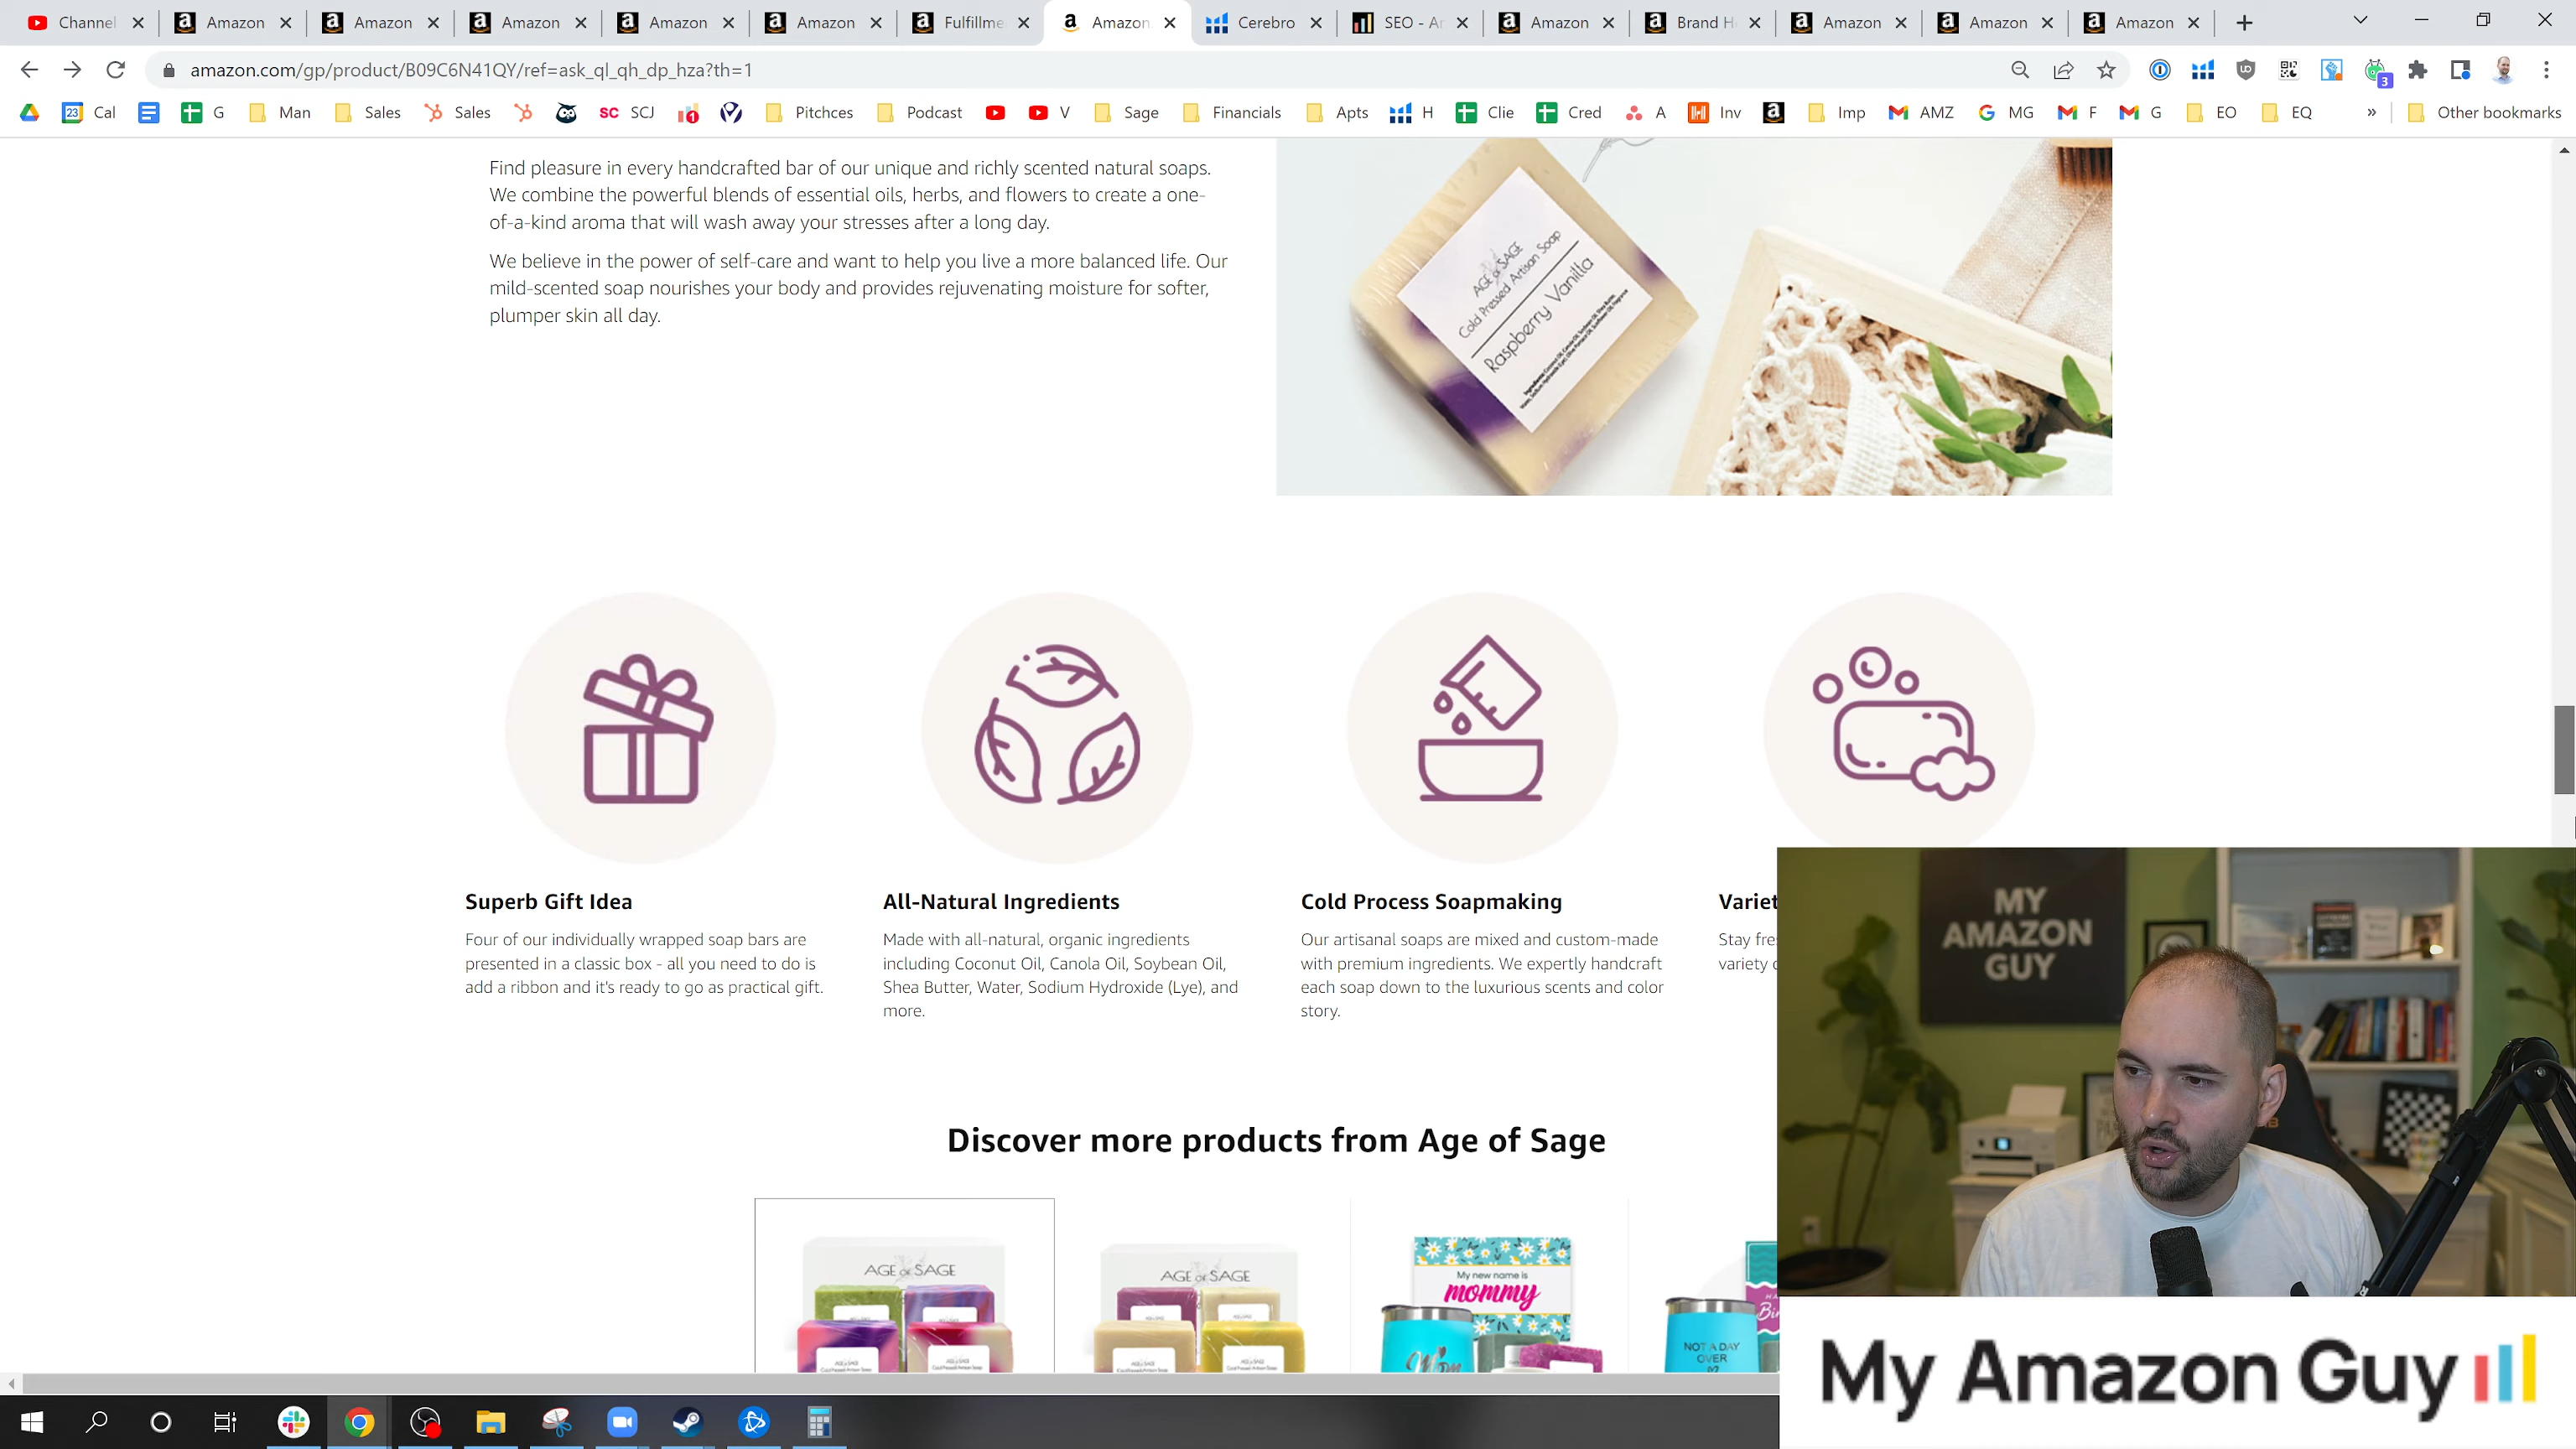 Channel
Amazon
Amazon
Amazon
Amazon
Amazon
Fulfillme
Amazon
Cerebro
SEO - Am
Amazon
Brand He
Amazon
Amazon
Amazon
amazon.com/gp/product/B09C6N41QY/ref=ask_ql_qh_dp_hza?th=1
3
23 Cal
G
Man
Sales
Sales
SC SCJ
1
Pitchces
Podcast
V
Sage
Financials
Apts
H
Clie
Cred
A
Inv
Imp
AMZ
MG
F
G
EO
EQ
»
Other bookmarks
Find pleasure in every handcrafted bar of our unique and richly scented natural soaps.
We combine the powerful blends of essential oils, herbs, and flowers to create a one-
of-a-kind aroma that will wash away your stresses after a long day.
We believe in the power of self-care and want to help you live a more balanced life. Our
mild-scented soap nourishes your body and provides rejuvenating moisture for softer,
plumper skin all day.
AGE of SAGE
Cold Pressed Artisan Soap
Raspberry Vanilla
Superb Gift Idea
Four of our individually wrapped soap bars are
presented in a classic box - all you need to do is
add a ribbon and it's ready to go as practical gift.
All-Natural Ingredients
Made with all-natural, organic ingredients
including Coconut Oil, Canola Oil, Soybean Oil,
Shea Butter, Water, Sodium Hydroxide (Lye), and
more.
Cold Process Soapmaking
Our artisanal soaps are mixed and custom-made
with premium ingredients. We expertly handcraft
each soap down to the luxurious scents and color
story.
Variet
Stay fre
variety o
MY
AMAZON
GUY
Discover more products from Age of Sage
AGE of SAGE
AGE of SAGE
My new name is
mommy
Mom
NOT A DAY
OVER
My Amazon Guy